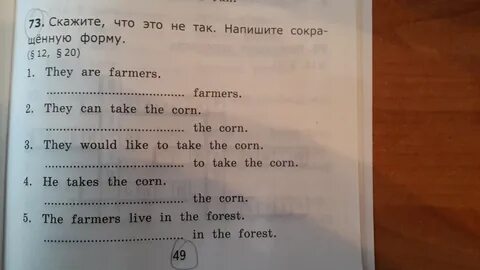 73. Скажите, что это не так. Напишите сокра-
щённую форму.
(§ 12, § 20)
1. They are farmers.
................................ farmers.
2. They can take the corn.
................................ the corn.
3. They would like to take the corn.
................................ to take the corn.
4. He takes the corn.
................................ the corn.
5. The farmers live in the forest.
................................ in the forest.
49